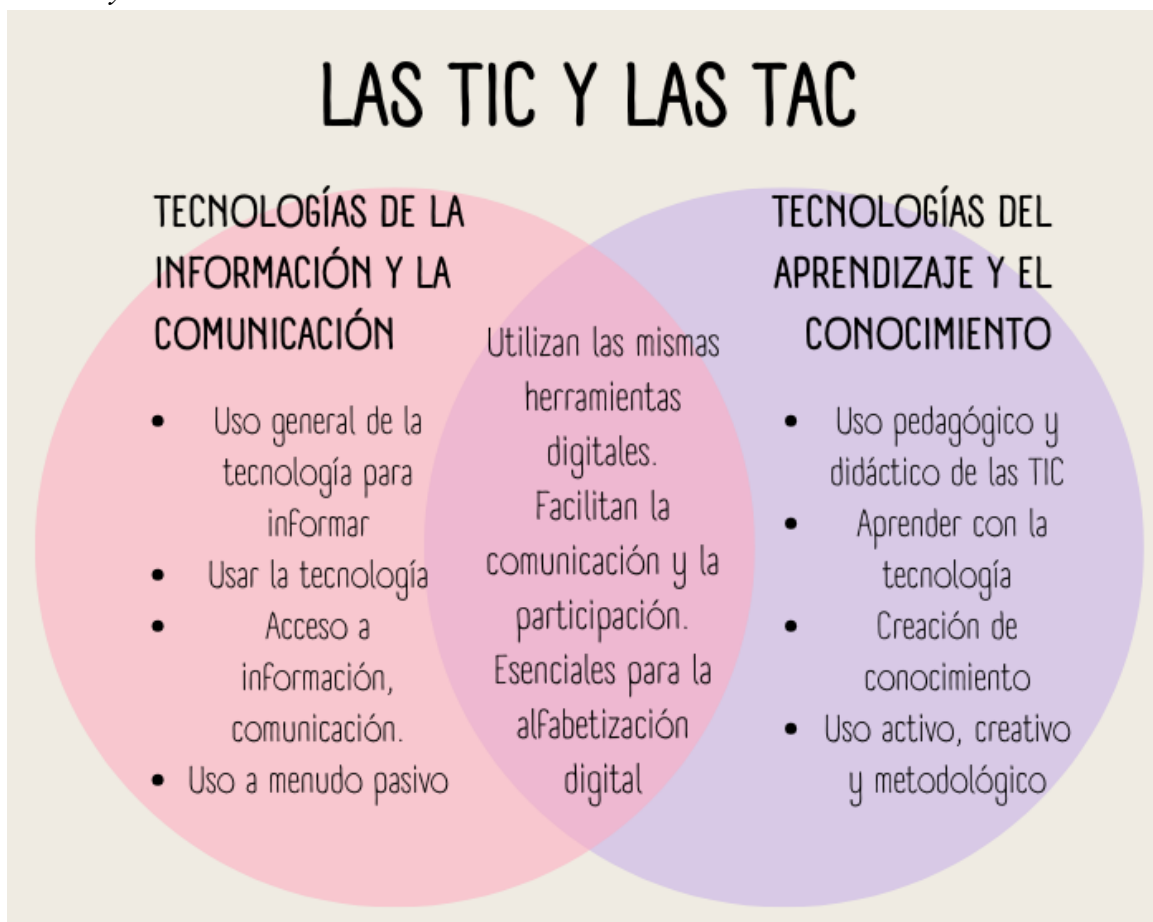 LAS TIC Y LAS TAC
TECNOLOGÍAS DE LA
INFORMACIÓN Y LA
COMUNICACIÓN
• Uso general de la
tecnología para
informar
• Usar la tecnología
• Acceso a
información,
comunicación.
• Uso a menudo pasivo
Utilizan las mismas
herramientas
digitales.
Facilitan la
comunicación y la
participación.
Esenciales para la
alfabetización
digital
TECNOLOGÍAS DEL
APRENDIZAJE Y EL
CONOCIMIENTO
• Uso pedagógico y
didáctico de las TIC
• Aprender con la
tecnología
• Creación de
conocimiento
• Uso activo, creativo
y metodológico